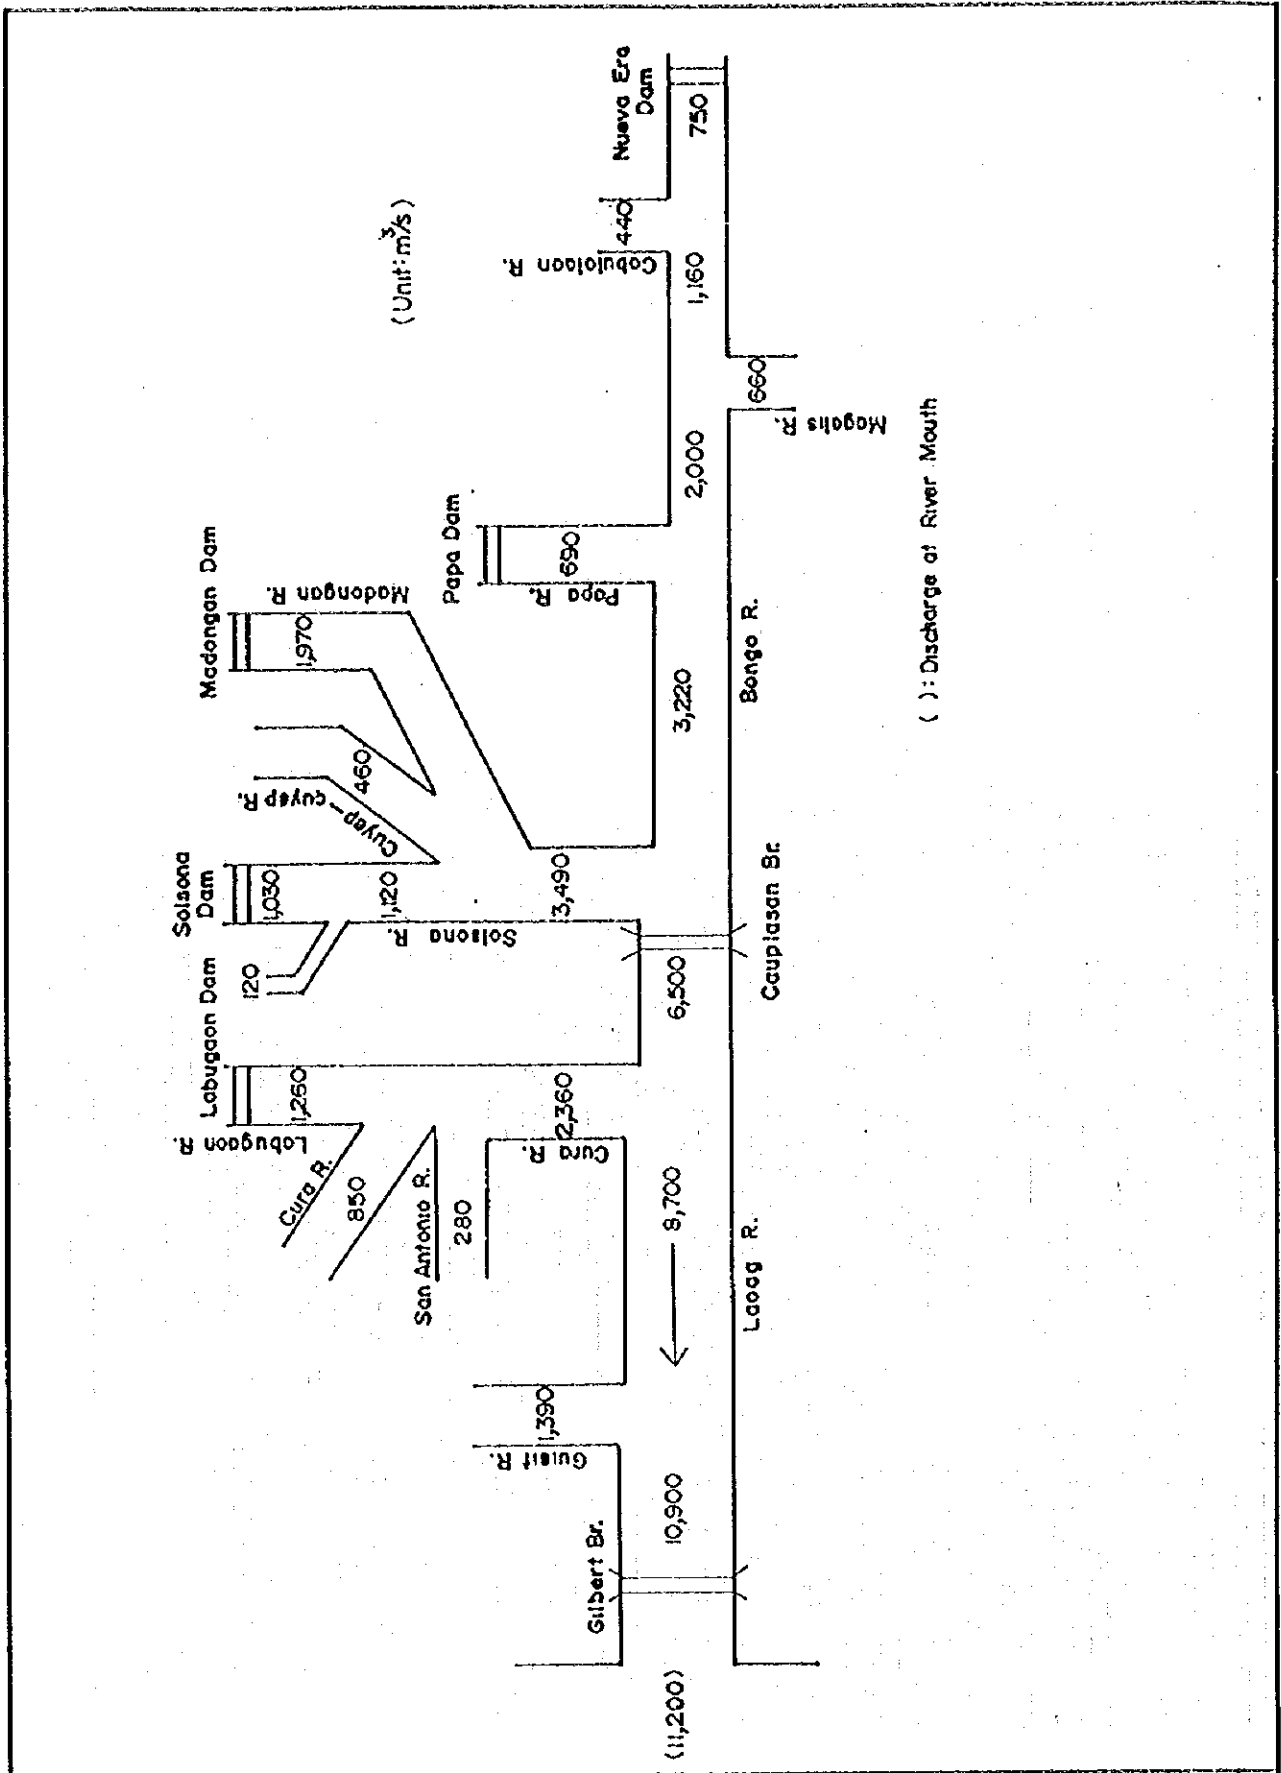 Nueva Era
Dam
750
440
Cabulalaan R.
1,160
(Unit: m³/s)
660
Magalis R.
2,000
Papa Dam
690
Papa R.
Madongan Dam
1,970
Madongan R.
3,220
Bongo R.
( ): Discharge at River Mouth
460
Cuyep-
cuyep R.
Solsona
Dam
1,030
1,120
3,490
Solsona R.
120
6,500
Cauplasan Br.
Labugaon Dam
1,260
Labugaon R.
Cura R.
850
San Antonio R.
280
2,360
Cura R.
8,700
Laoag R.
1,390
Guisit R.
10,900
Gilbert Br.
(11,200)